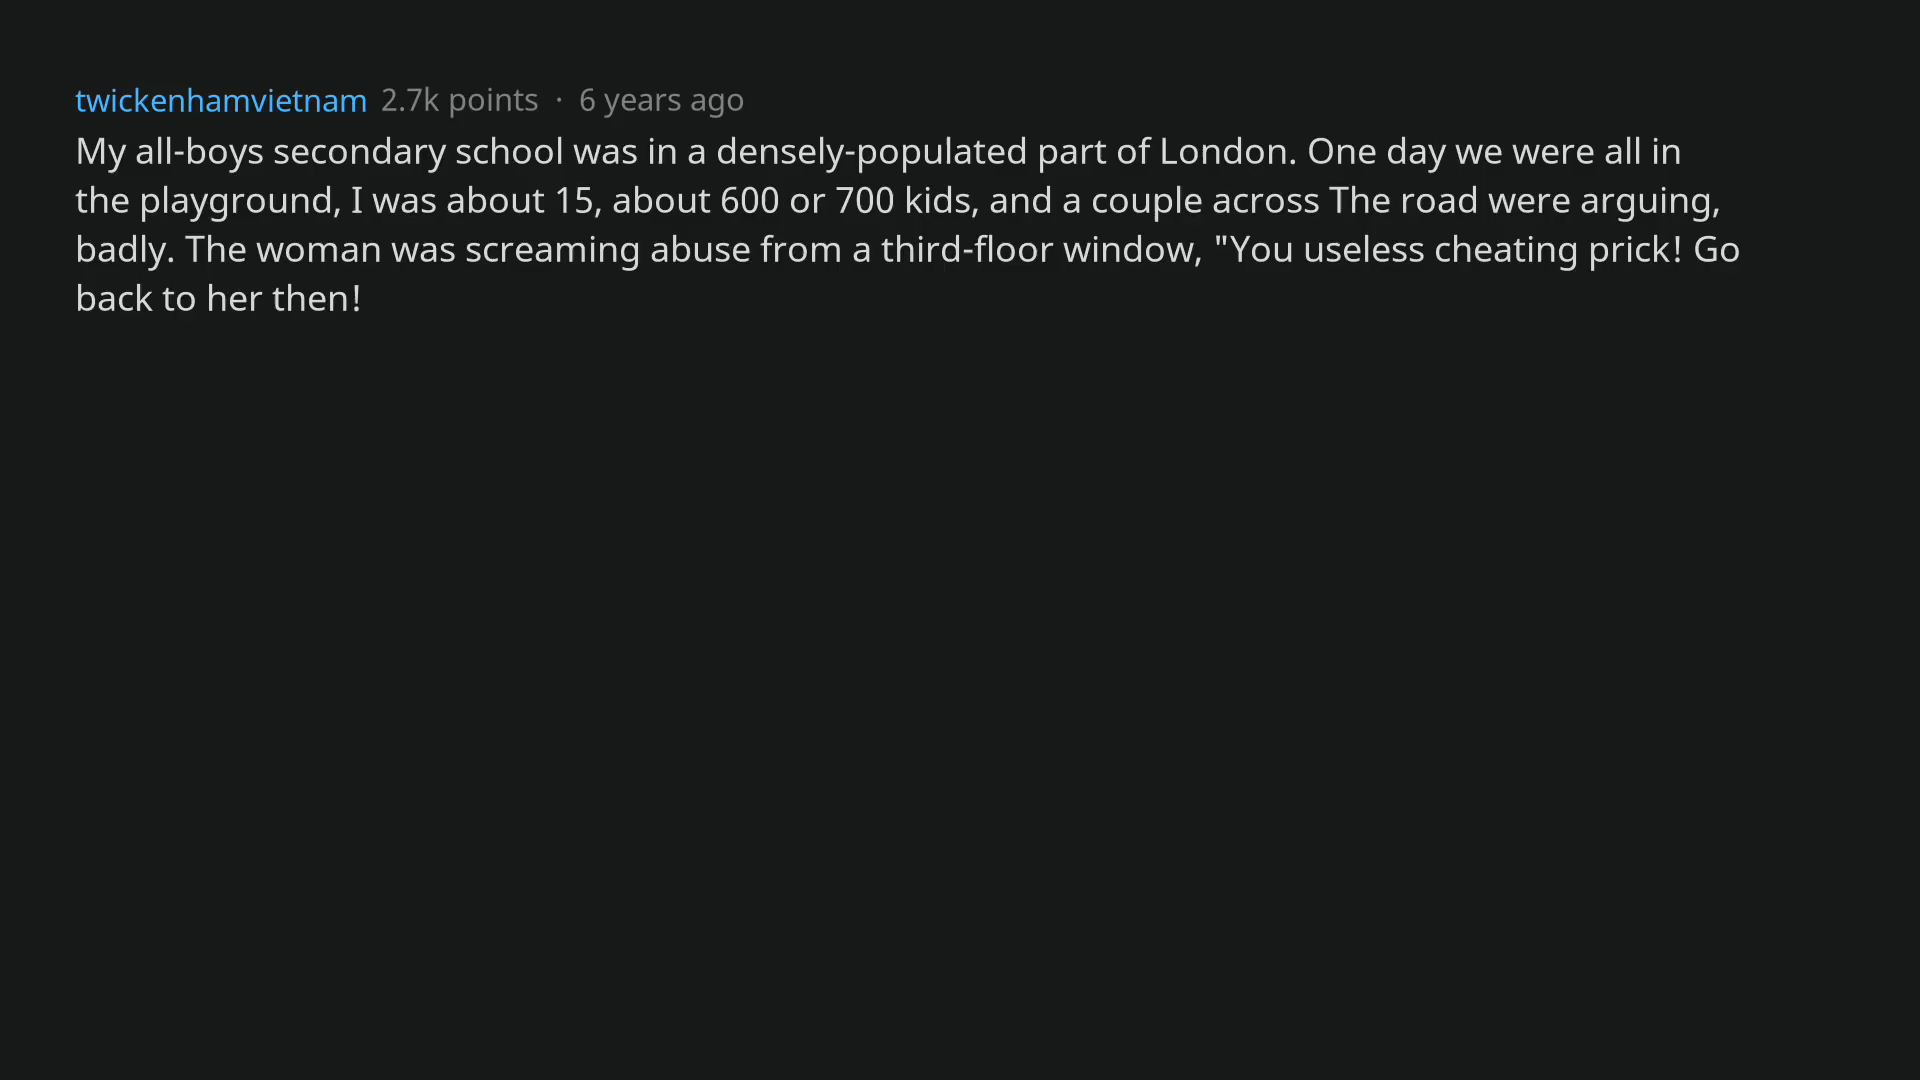 twickenhamvietnam 2.7k points · 6 years ago
My all-boys secondary school was in a densely-populated part of London. One day we were all in
the playground, I was about 15, about 600 or 700 kids, and a couple across The road were arguing,
badly. The woman was screaming abuse from a third-floor window, "You useless cheating prick! Go
back to her then!